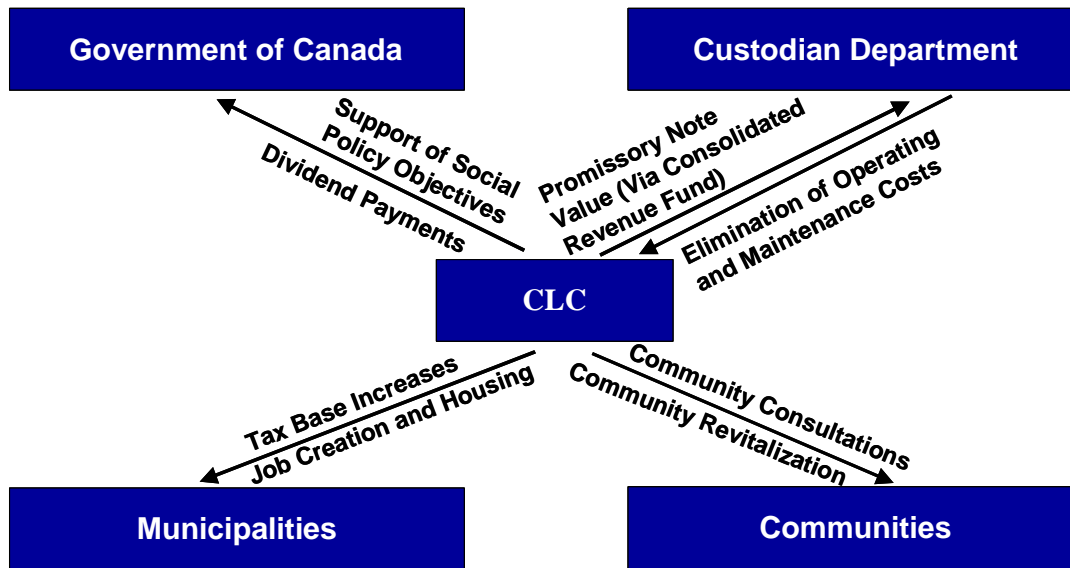 Government of Canada
Custodian Department
Support of Social
Policy Objectives
Dividend Payments
Promissory Note
Value (Via Consolidated
Revenue Fund)
Elimination of Operating
and Maintenance Costs
CLC
Tax Base Increases
Job Creation and Housing
Community Consultations
Community Revitalization
Municipalities
Communities